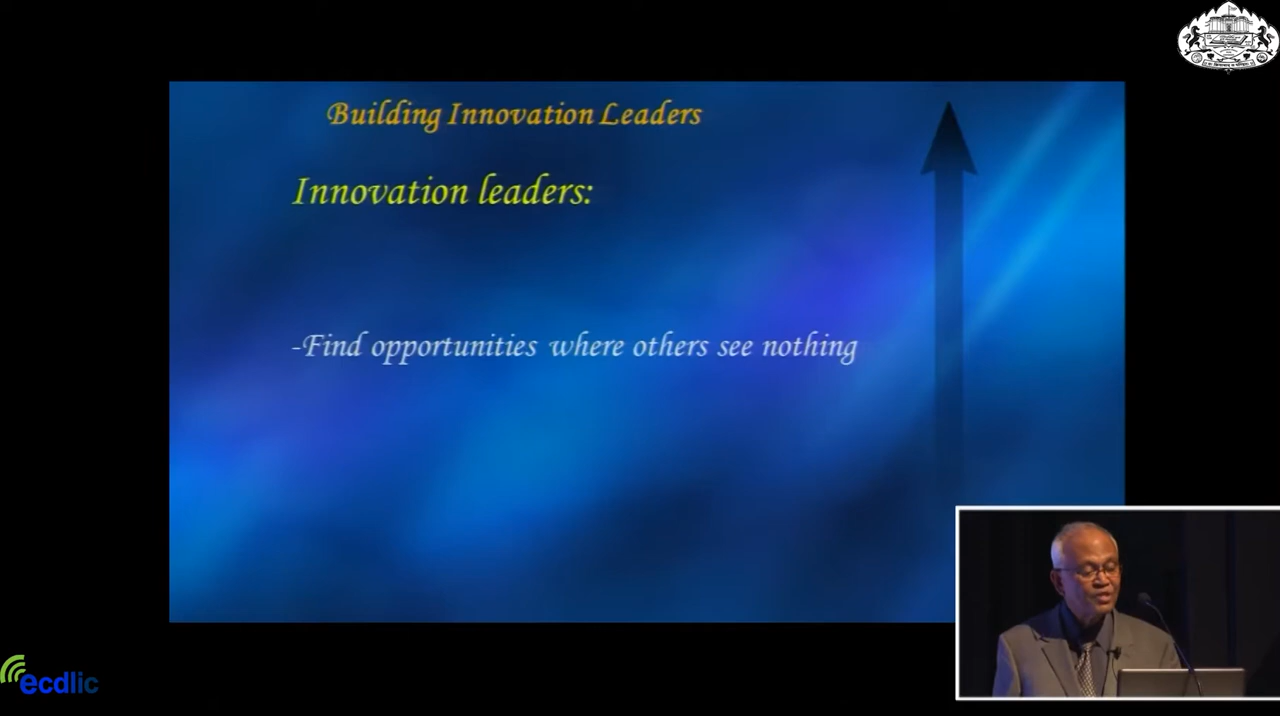 Building Innovation Leaders
Innovation leaders:
-Find opportunities where others see nothing
ecdlic